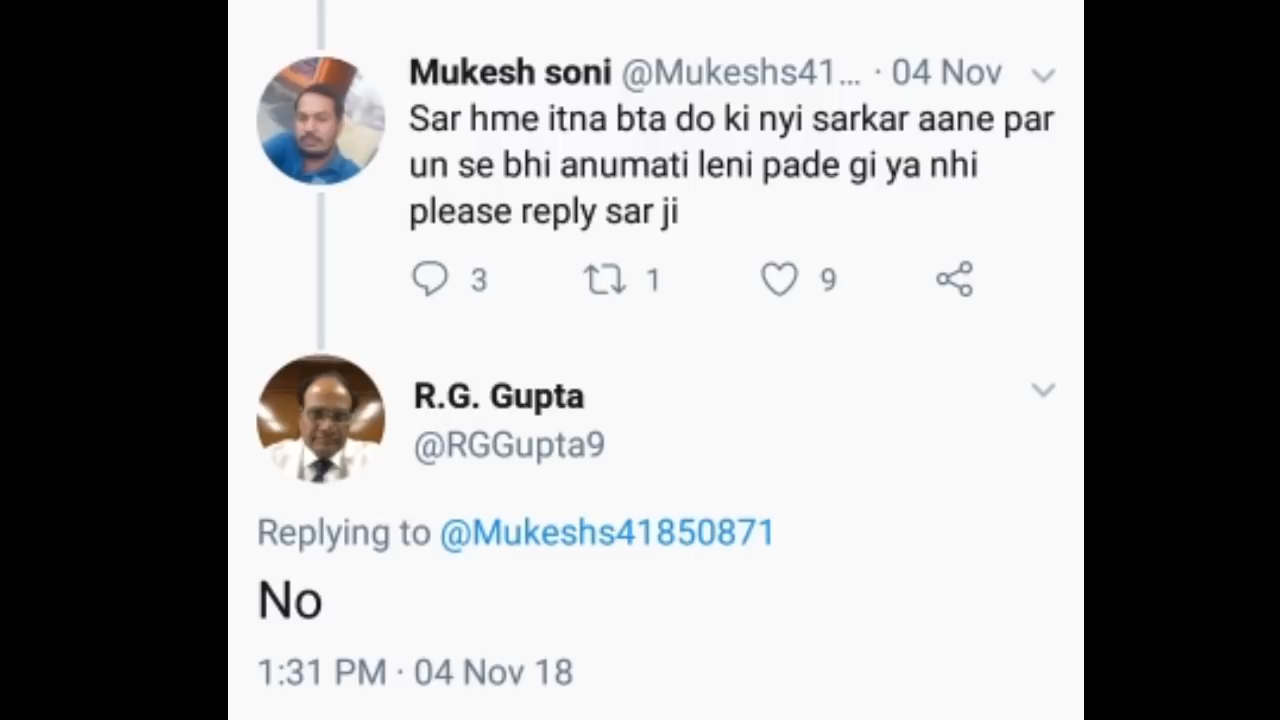 Mukesh soni @Mukeshs41... · 04 Nov
Sar hme itna bta do ki nyi sarkar aane par
un se bhi anumati leni pade gi ya nhi
please reply sar ji
3 1 9
R.G. Gupta
@RGGupta9
Replying to @Mukeshs41850871
No
1:31 PM · 04 Nov 18